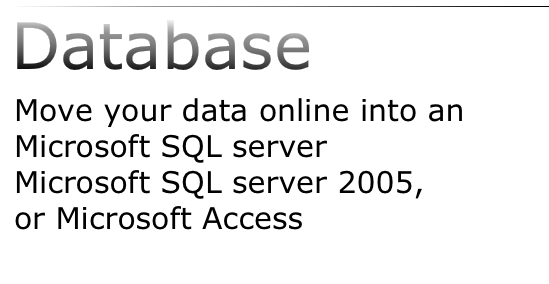 Database
Move your data online into an
Microsoft SQL server
Microsoft SQL server 2005,
or Microsoft Access